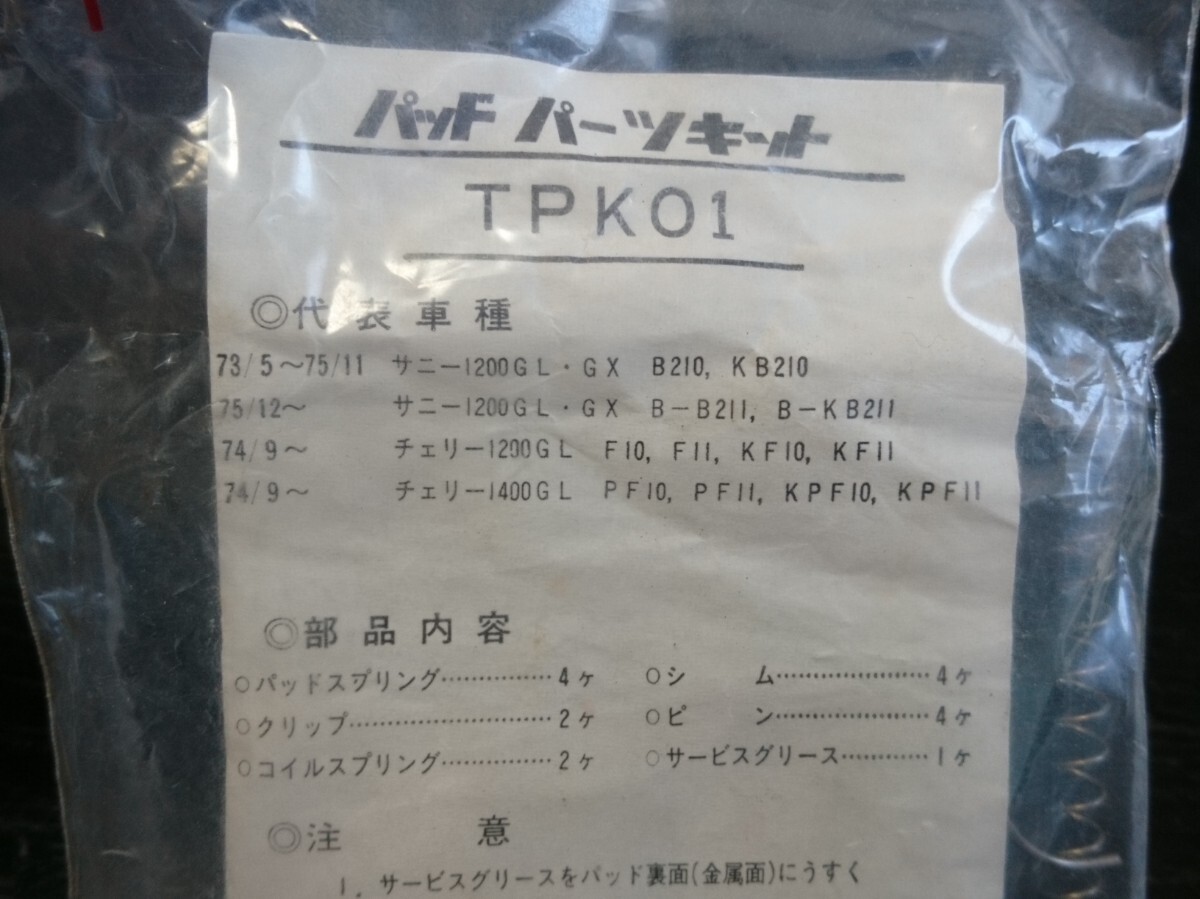 パッド パーツキット
TPK01
◎代表車種
73/5～75/11 サニー1200GL・GX B210, KB210
75/12～ サニー1200GL・GX B-B211, B-KB211
74/9～ チェリー1200GL F10, F11, KF10, KF11
74/9～ チェリー1400GL PF10, PF11, KPF10, KPF11
◎部品内容
○パッドスプリング……………4ヶ ○シム…………………4ヶ
○クリップ………………………2ヶ ○ピン…………………4ヶ
○コイルスプリング……………2ヶ ○サービスグリース…………1ヶ
◎注意
1. サービスグリースをパッド裏面(金属面)にうすく